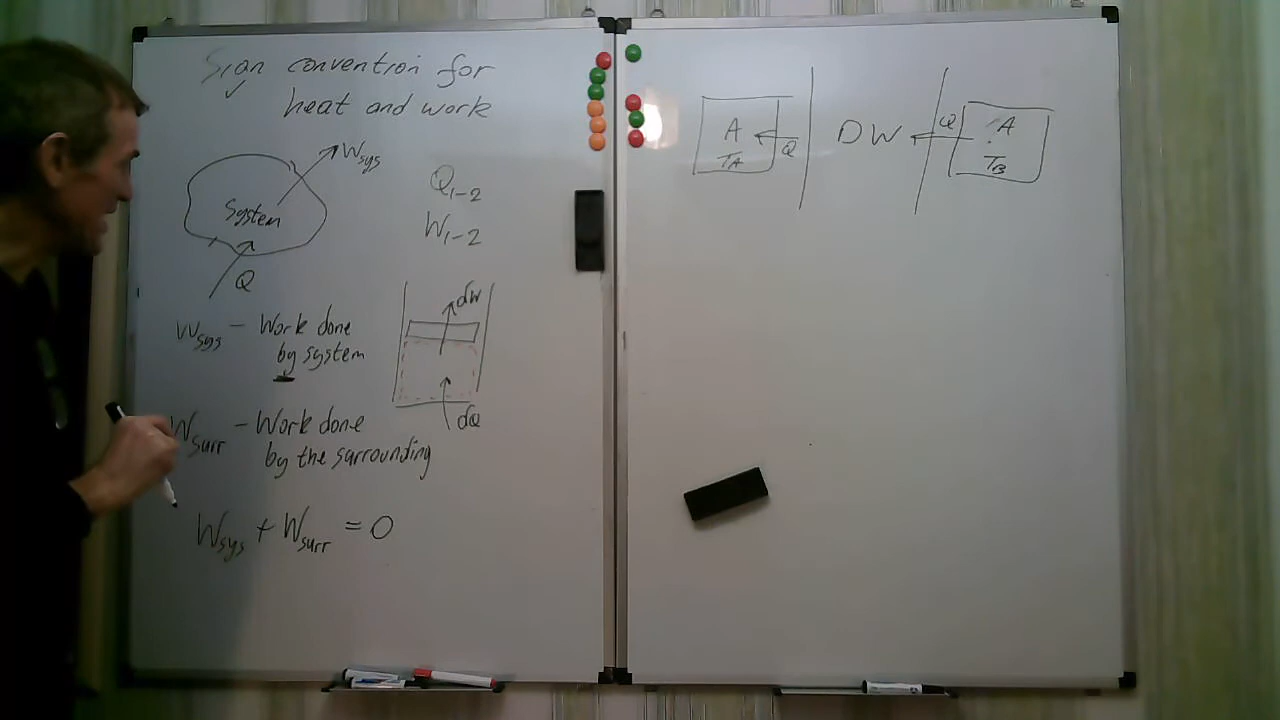 Sign convention for
heat and work
System
Wsys
Q
Q1-2
W1-2
Wsys - Work done
by system
dW
dQ
Wsurr - Work done
by the surrounding
Wsys + Wsurr = 0
A
TA
Q
DW
Q
A
TB